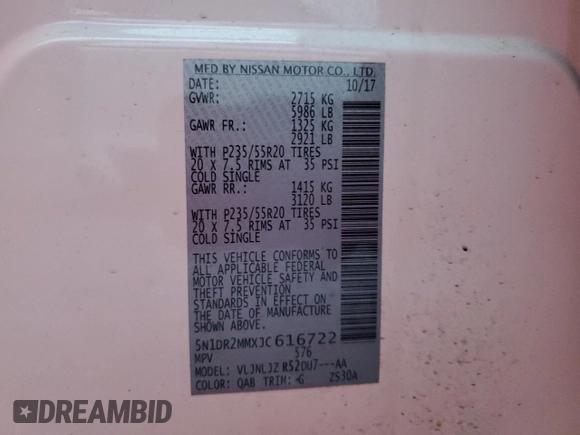 MFD BY NISSAN MOTOR CO., LTD.
DATE: 10/17
GVWR: 2715 KG
5986 LB
GAWR FR.: 1325 KG
2921 LB
WITH P235/55R20 TIRES
20 X 7.5 RIMS AT 35 PSI
COLD SINGLE
GAWR RR.: 1415 KG
3120 LB
WITH P235/55R20 TIRES
20 X 7.5 RIMS AT 35 PSI
COLD SINGLE
THIS VEHICLE CONFORMS TO
ALL APPLICABLE FEDERAL
MOTOR VEHICLE SAFETY AND
THEFT PREVENTION
STANDARDS IN EFFECT ON
THE DATE OF MANUFACTURE
SHOWN ABOVE.
5N1DR2MMXJC616722
MPV 576
MODEL: VLJNLJZ R52DU7---AA
COLOR: QAB TRIM: -G ZS30A
DREAMBID